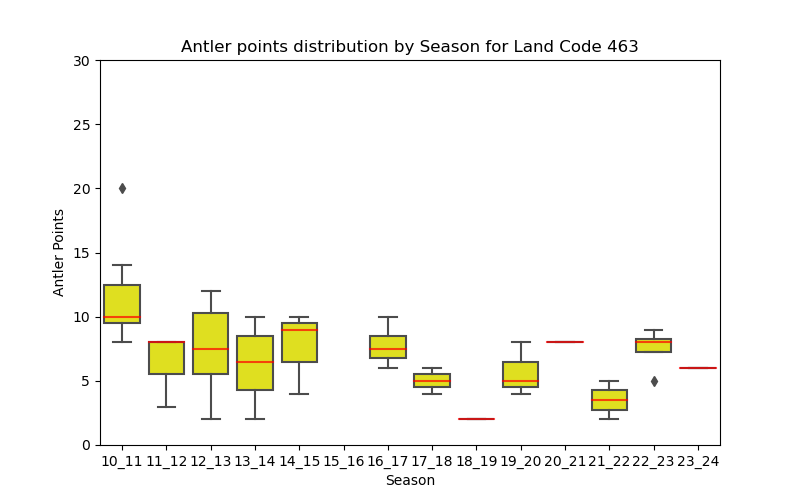 Antler points distribution by Season for Land Code 463
30
25
20
15
10
5
0
Antler Points
10_11 11_12 12_13 13_14 14_15 15_16 16_17 17_18 18_19 19_20 20_21 21_22 22_23 23_24
Season